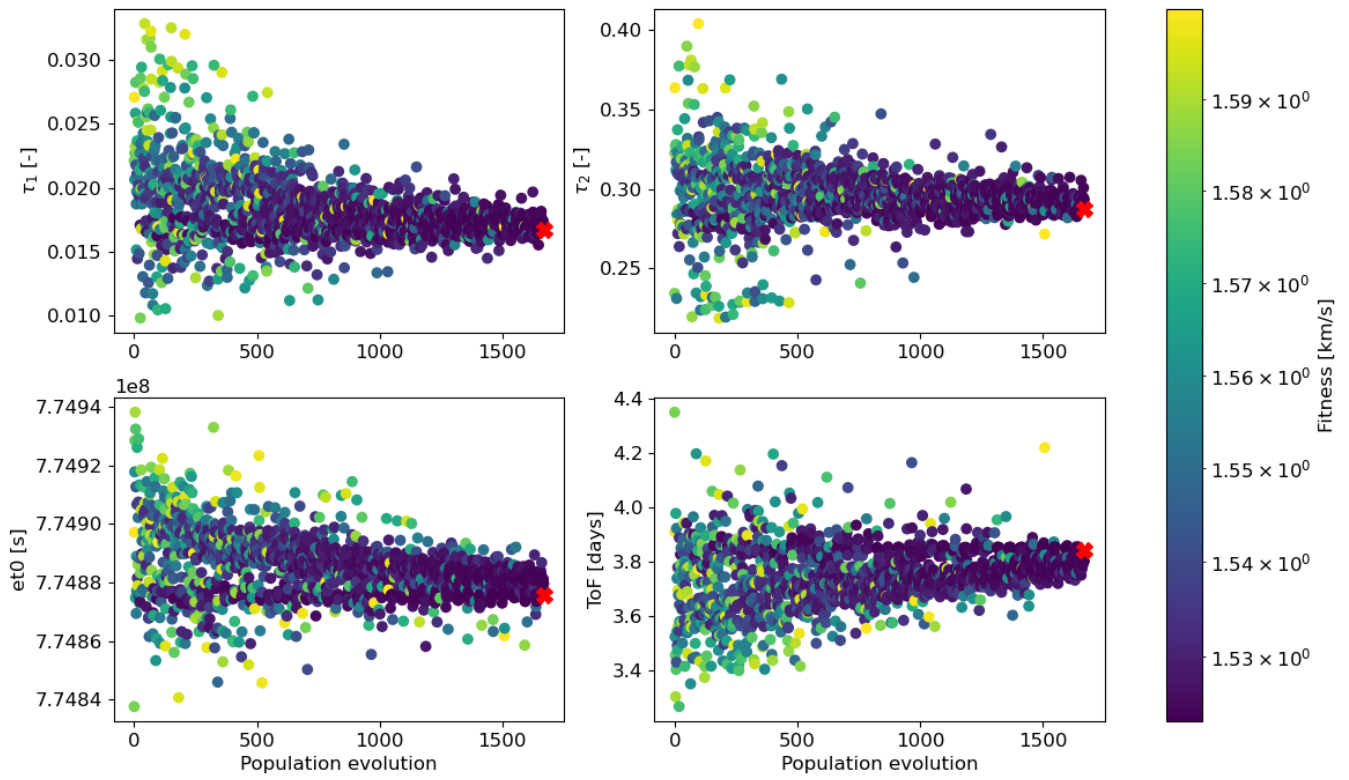 0.030
0.025
0.020
0.015
0.010
τ₁ [-]
0 500 1000 1500
0.40
0.35
0.30
0.25
τ₂ [-]
0 500 1000 1500
1e8
7.7494
7.7492
7.7490
7.7488
7.7486
7.7484
et0 [s]
0 500 1000 1500
Population evolution
4.4
4.2
4.0
3.8
3.6
3.4
ToF [days]
0 500 1000 1500
Population evolution
1.59 × 10⁰
1.58 × 10⁰
1.57 × 10⁰
1.56 × 10⁰
1.55 × 10⁰
1.54 × 10⁰
1.53 × 10⁰
Fitness [km/s]